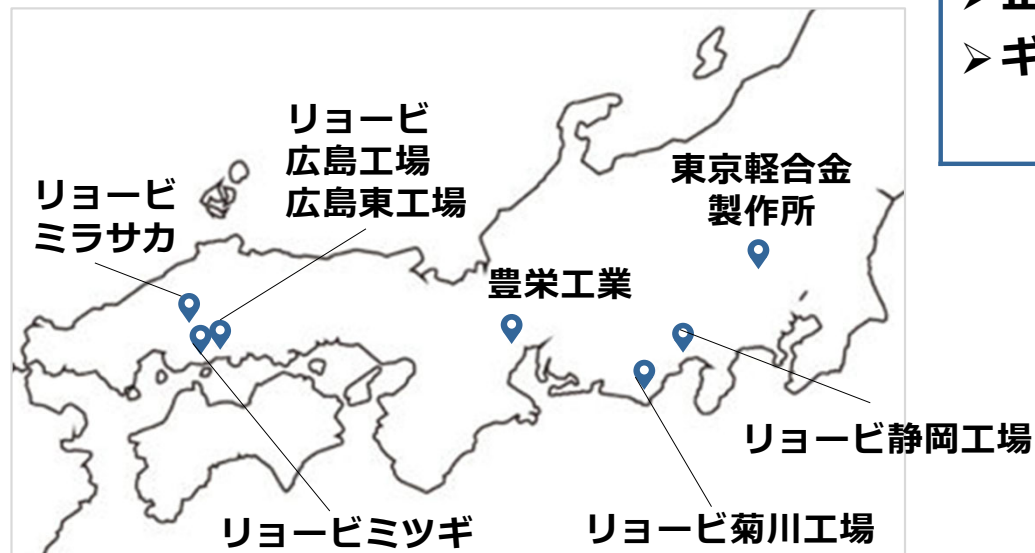 リョービ
ミラサカ
リョービ
広島工場
広島東工場
豊栄工業
東京軽合金
製作所
リョービ静岡工場
リョービ菊川工場
リョービミツギ